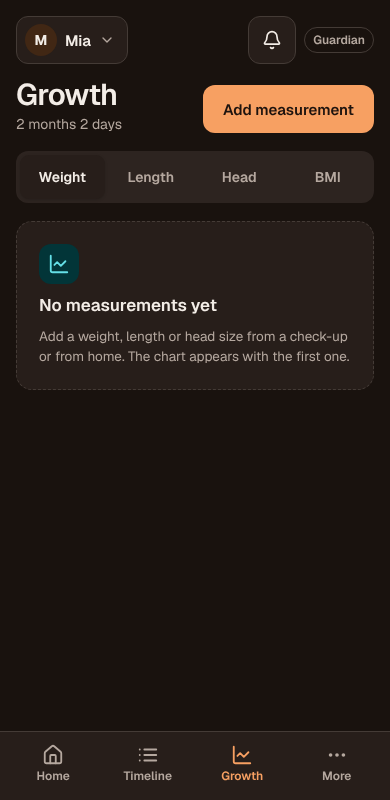 M Mia
Guardian
Growth
2 months 2 days
Add measurement
Weight Length Head BMI
No measurements yet
Add a weight, length or head size from a check-up
or from home. The chart appears with the first one.
Home Timeline Growth More